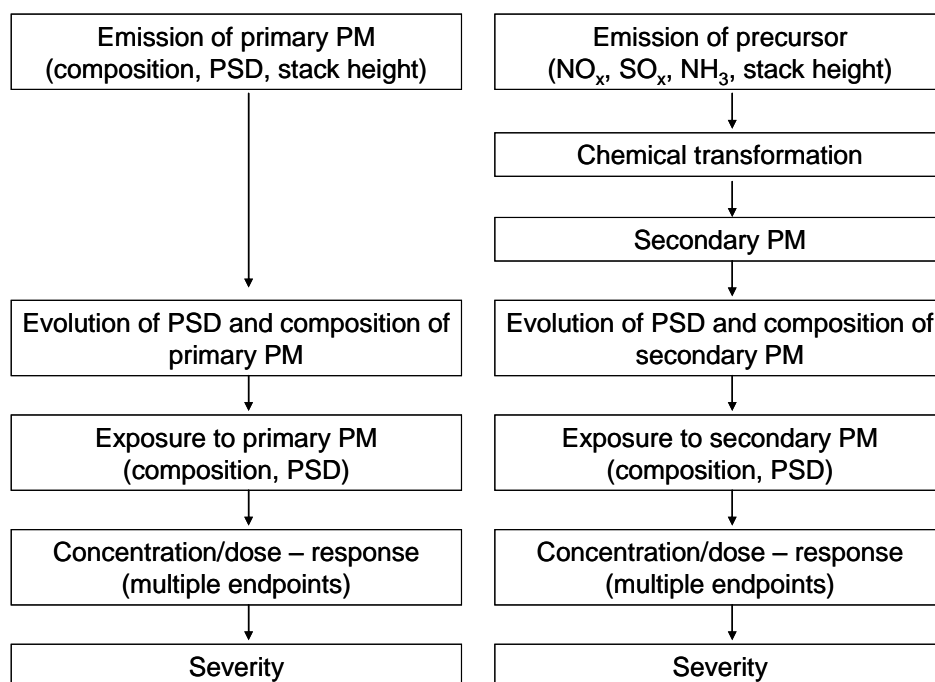 Emission of primary PM
(composition, PSD, stack height)
Evolution of PSD and composition of
primary PM
Exposure to primary PM
(composition, PSD)
Concentration/dose – response
(multiple endpoints)
Severity
Emission of precursor
(NOₓ, SOₓ, NH₃, stack height)
Chemical transformation
Secondary PM
Evolution of PSD and composition of
secondary PM
Exposure to secondary PM
(composition, PSD)
Concentration/dose – response
(multiple endpoints)
Severity